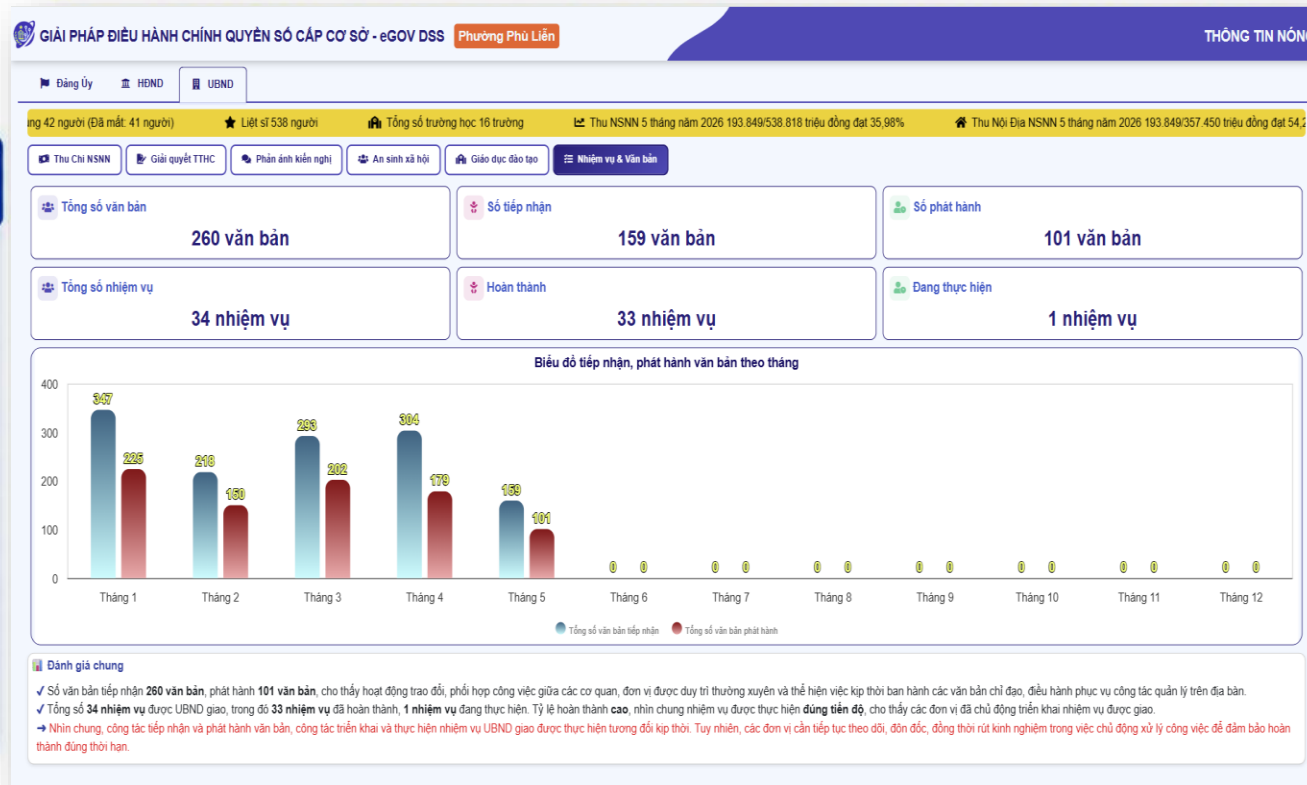 GIẢI PHÁP ĐIỀU HÀNH CHÍNH QUYỀN SỐ CẤP CƠ SỞ - eGOV DSS Phường Phù Liễn THÔNG TIN NÓNG
Đảng Ủy HĐND UBND
ung 42 người (Đã mất: 41 người) Liệt sĩ 538 người Tổng số trường học 16 trường Thu NSNN 5 tháng năm 2026 193.849/538.818 triệu đồng đạt 35,98% Thu Nội Địa NSNN 5 tháng năm 2026 193.849/357.450 triệu đồng đạt 54,2
Thu Chi NSNN Giải quyết TTHC Phản ánh kiến nghị An sinh xã hội Giáo dục đào tạo Nhiệm vụ & Văn bản
Tổng số văn bản Số tiếp nhận Số phát hành
260 văn bản 159 văn bản 101 văn bản
Tổng số nhiệm vụ Hoàn thành Đang thực hiện
34 nhiệm vụ 33 nhiệm vụ 1 nhiệm vụ
Biểu đồ tiếp nhận, phát hành văn bản theo tháng
400
300
200
100
0
347 225 218 150 293 202 304 179 159 101 0 0 0 0 0 0 0 0 0 0 0 0 0 0
Tháng 1 Tháng 2 Tháng 3 Tháng 4 Tháng 5 Tháng 6 Tháng 7 Tháng 8 Tháng 9 Tháng 10 Tháng 11 Tháng 12
Tổng số văn bản tiếp nhận Tổng số văn bản phát hành
Đánh giá chung
✓ Số văn bản tiếp nhận 260 văn bản, phát hành 101 văn bản, cho thấy hoạt động trao đổi, phối hợp công việc giữa các cơ quan, đơn vị được duy trì thường xuyên và thể hiện việc kịp thời ban hành các văn bản chỉ đạo, điều hành phục vụ công tác quản lý trên địa bàn.
✓ Tổng số 34 nhiệm vụ được UBND giao, trong đó 33 nhiệm vụ đã hoàn thành, 1 nhiệm vụ đang thực hiện. Tỷ lệ hoàn thành cao, nhìn chung nhiệm vụ được thực hiện đúng tiến độ, cho thấy các đơn vị đã chủ động triển khai nhiệm vụ được giao.
➔ Nhìn chung, công tác tiếp nhận và phát hành văn bản, công tác triển khai và thực hiện nhiệm vụ UBND giao được thực hiện tương đối kịp thời. Tuy nhiên, các đơn vị cần tiếp tục theo dõi, đôn đốc, đồng thời rút kinh nghiệm trong việc chủ động xử lý công việc để đảm bảo hoàn
thành đúng thời hạn.